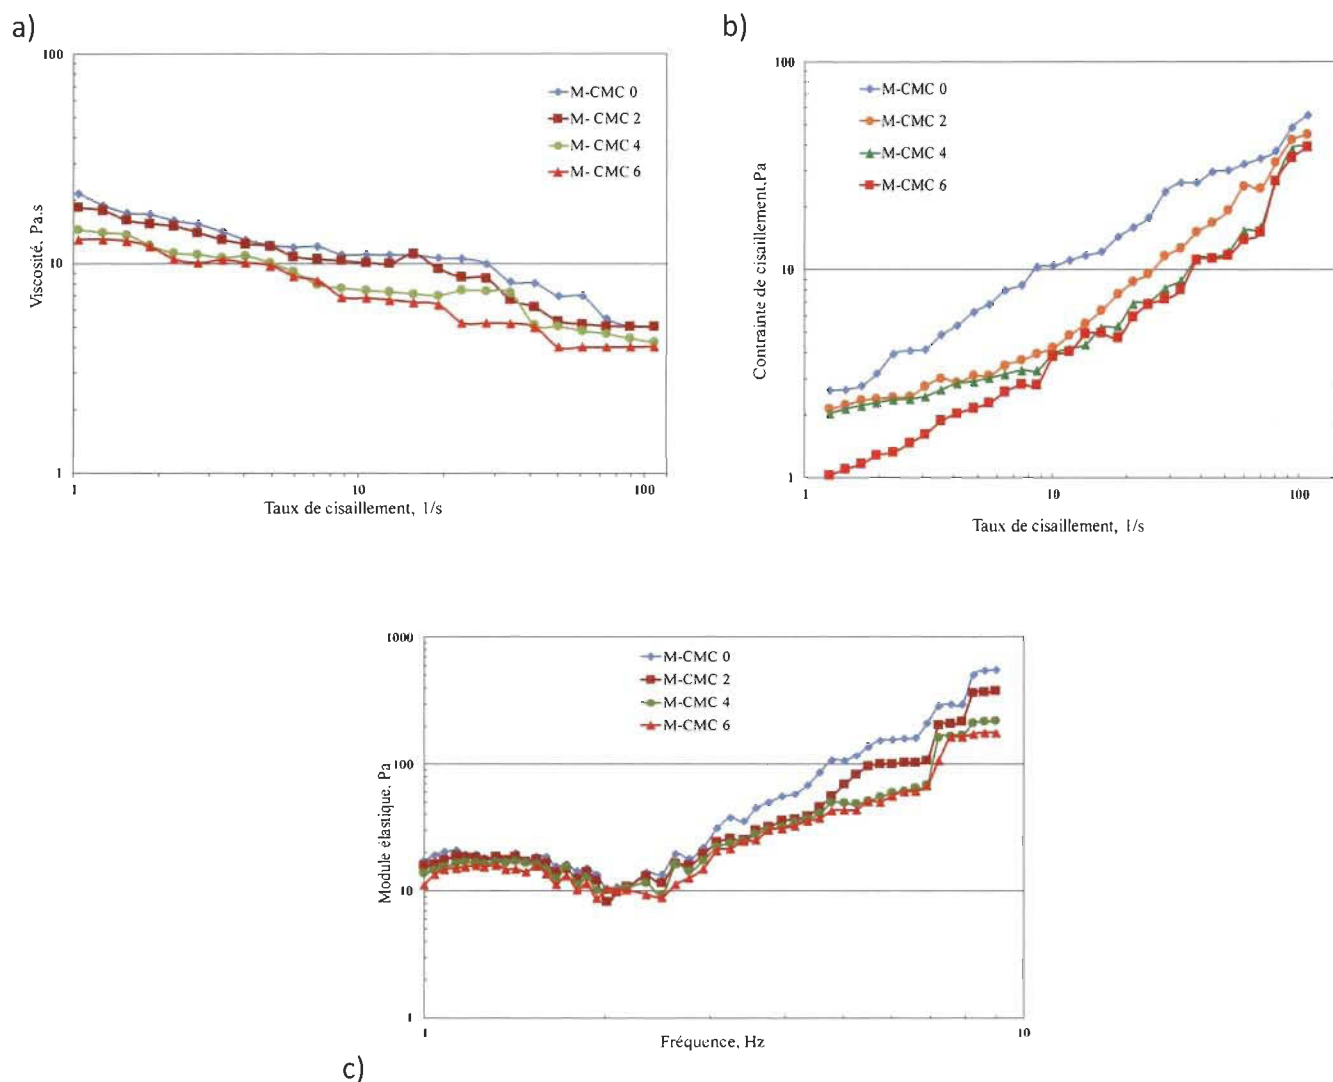 a)
100
10
1
Viscosité, Pa.s
M-CMC 0
M- CMC 2
M- CMC 4
M- CMC 6
1
10
100
Taux de cisaillement, 1/s
b)
100
10
1
Contrainte de cisaillement,Pa
M-CMC 0
M-CMC 2
M-CMC 4
M-CMC 6
1
10
100
Taux de cisaillement, 1/s
1000
100
10
1
Module élastique, Pa
M-CMC 0
M-CMC 2
M-CMC 4
M-CMC 6
1
10
Fréquence, Hz
c)